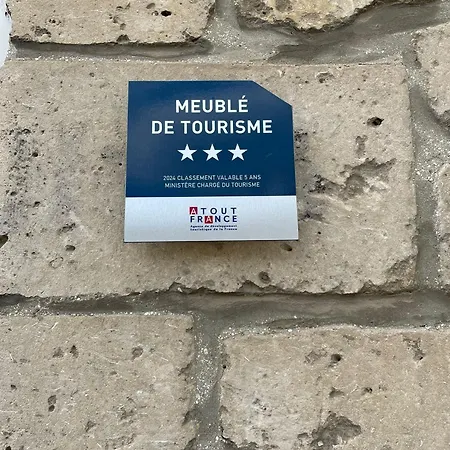 MEUBLÉ
DE TOURISME
★★★
2024 CLASSEMENT VALABLE 5 ANS
MINISTÈRE CHARGÉ DU TOURISME
ATOUT
FRANCE
Agence de développement
touristique de la France